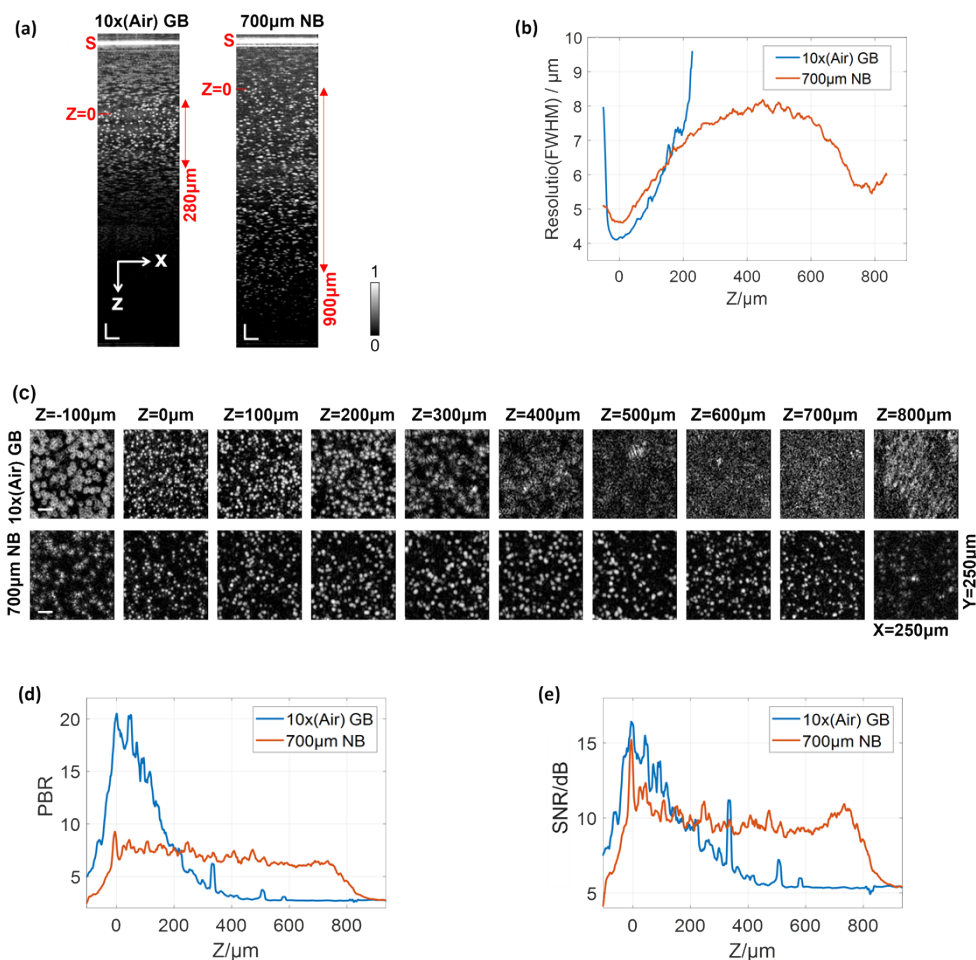 (a)
10x(Air) GB 700µm NB
S S
Z=0 Z=0
280µm
900µm
X
Z
1
0
(b)
10
9
8
7
6
5
4
Resolutio(FWHM) / µm
10x(Air) GB
700µm NB
0 200 400 600 800
Z/µm
(c)
Z=-100µm Z=0µm Z=100µm Z=200µm Z=300µm Z=400µm Z=500µm Z=600µm Z=700µm Z=800µm
10x(Air) GB
700µm NB
Y=250µm
X=250µm
(d)
20
15
10
5
PBR
10x(Air) GB
700µm NB
0 200 400 600 800
Z/µm
(e)
15
10
5
SNR/dB
10x(Air) GB
700µm NB
0 200 400 600 800
Z/µm